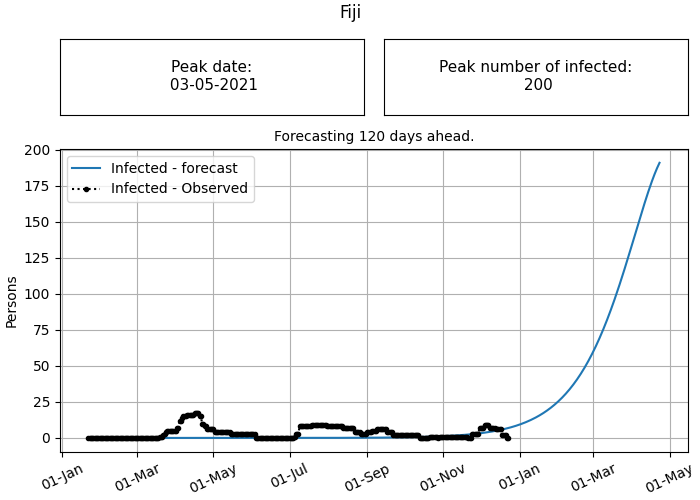 Fiji
Peak date:
03-05-2021
Peak number of infected:
200
Forecasting 120 days ahead.
Infected - forecast
Infected - Observed
Persons
200
175
150
125
100
75
50
25
0
01-Jan
01-Mar
01-May
01-Jul
01-Sep
01-Nov
01-Jan
01-Mar
01-May